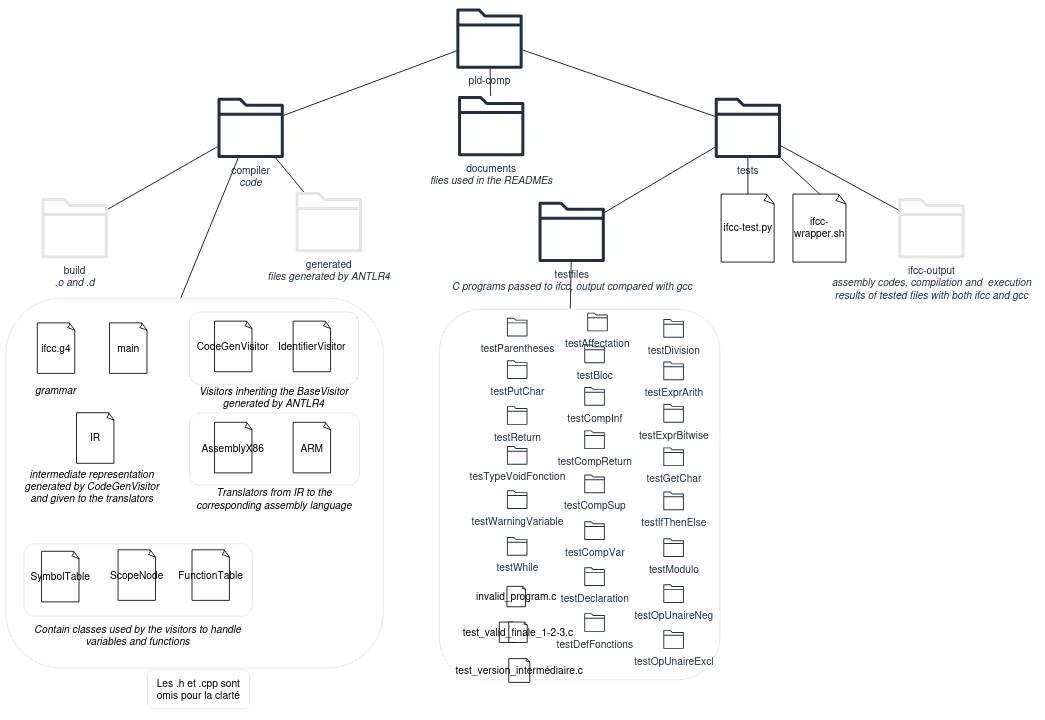 pld-comp
compiler
code
documents
flies used in the READMEs
tests
build
.o and .d
generated
files generated by ANTLR4
testfiles
C programs passed to ifcc, output compared with gcc
ifcc-test.py
ifcc-
wrapper.sh
ifcc-output
assembly codes, compilation and execution
results of tested files with both ifcc and gcc
ifcc.g4
grammar
main
CodeGenVisitor
IdentifierVisitor
Visitors inheriting the BaseVisitor
generated by ANTLR4
IR
intermediate representation
generated by CodeGenVisitor
and given to the translators
AssemblyX86
ARM
Translators from IR to the
corresponding assembly language
SymbolTable
ScopeNode
FunctionTable
Contain classes used by the visitors to handle
variables and functions
Les .h et .cpp sont
omis pour la clarté
testParentheses
testPutChar
testReturn
tesTypeVoidFonction
testWarningVariable
testWhile
invalid_program.c
test_valid_finale_1-2-3.c
test_version_intermédiaire.c
testAffectation
testBloc
testCompInf
testCompReturn
testCompSup
testCompVar
testDeclaration
testDefFonctions
testDivision
testExprArith
testExprBitwise
testGetChar
testIfThenElse
testModulo
testOpUnaireNeg
testOpUnaireExcl